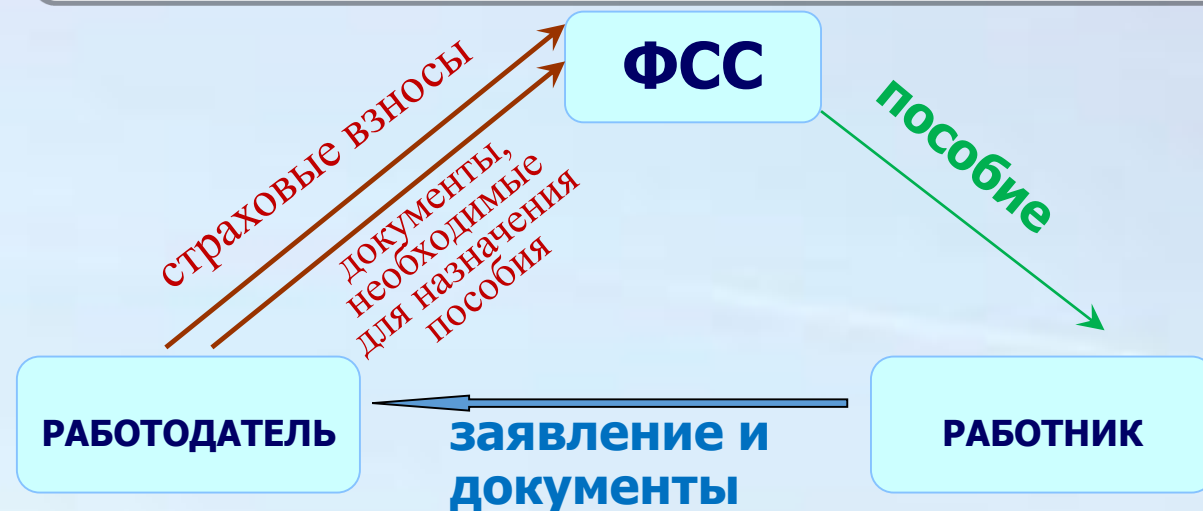 ФСС
страховые взносы
документы,
необходимые
для назначения
пособия
пособие
РАБОТОДАТЕЛЬ
заявление и
документы
РАБОТНИК